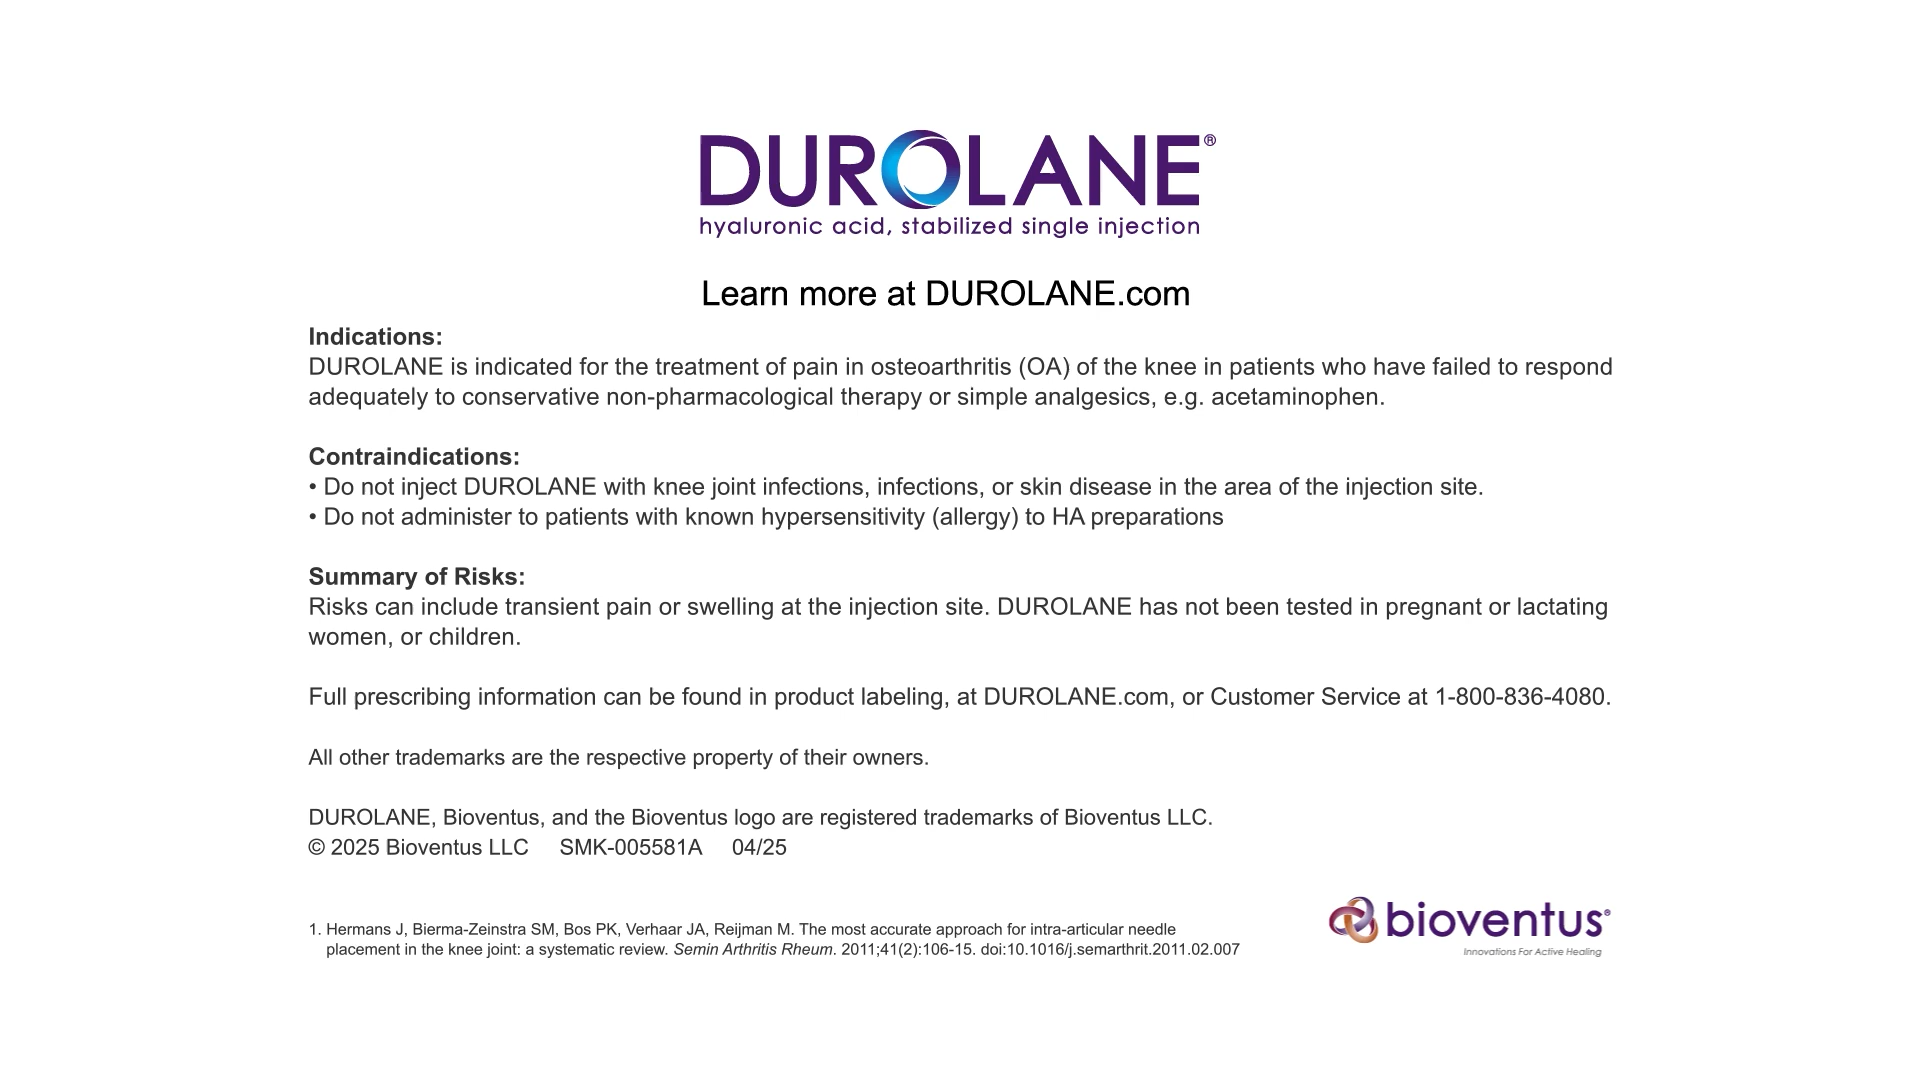 DUROLANE®
hyaluronic acid, stabilized single injection
Learn more at DUROLANE.com
Indications:
DUROLANE is indicated for the treatment of pain in osteoarthritis (OA) of the knee in patients who have failed to respond
adequately to conservative non-pharmacological therapy or simple analgesics, e.g. acetaminophen.
Contraindications:
• Do not inject DUROLANE with knee joint infections, infections, or skin disease in the area of the injection site.
• Do not administer to patients with known hypersensitivity (allergy) to HA preparations
Summary of Risks:
Risks can include transient pain or swelling at the injection site. DUROLANE has not been tested in pregnant or lactating
women, or children.
Full prescribing information can be found in product labeling, at DUROLANE.com, or Customer Service at 1-800-836-4080.
All other trademarks are the respective property of their owners.
DUROLANE, Bioventus, and the Bioventus logo are registered trademarks of Bioventus LLC.
© 2025 Bioventus LLC SMK-005581A 04/25
1. Hermans J, Bierma-Zeinstra SM, Bos PK, Verhaar JA, Reijman M. The most accurate approach for intra-articular needle
placement in the knee joint: a systematic review. Semin Arthritis Rheum. 2011;41(2):106-15. doi:10.1016/j.semarthrit.2011.02.007
bioventus®
Innovations For Active Healing